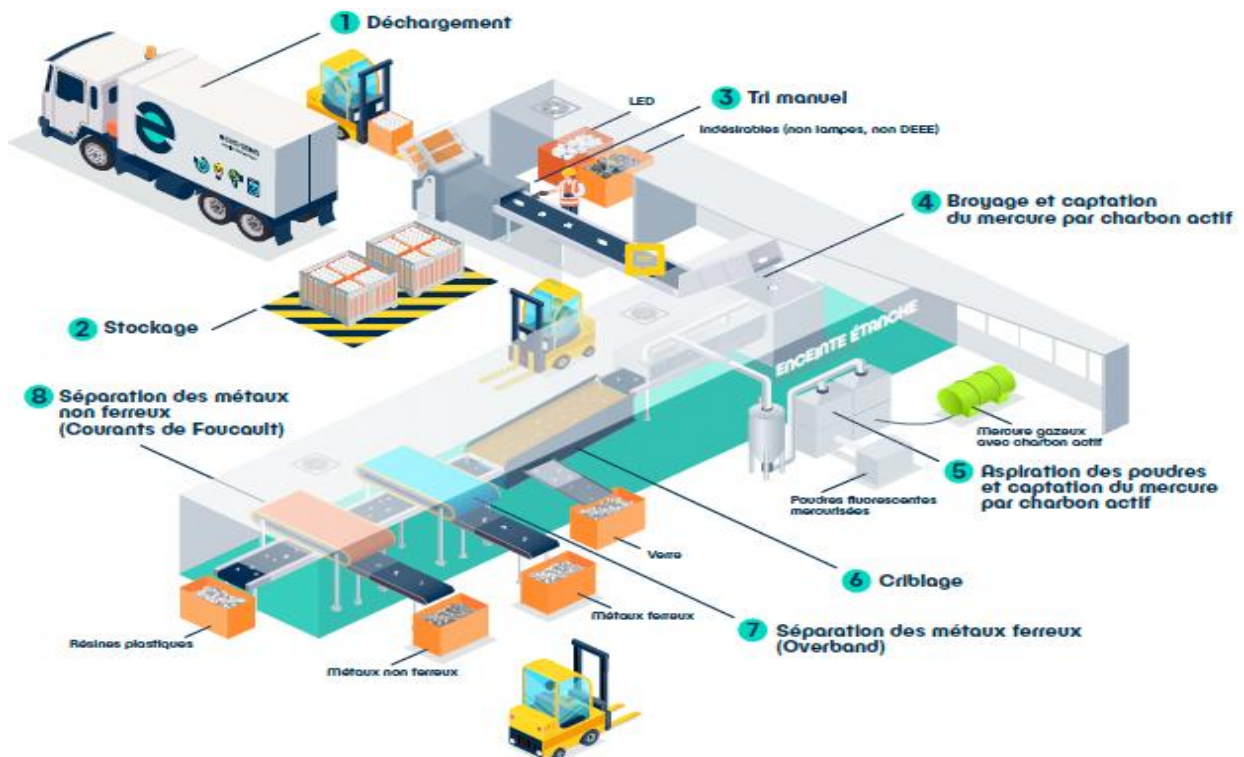 1 Déchargement
LED
3 Tri manuel
Indésirables (non lampes, non DEEE)
4 Broyage et captation
du mercure par charbon actif
2 Stockage
ENCEINTE ÉTANCHE
8 Séparation des métaux
non ferreux
(Courants de Foucault)
Mercure gazeux
avec charbon actif
5 Aspiration des poudres
et captation du mercure
par charbon actif
Poudres fluorescentes
mercurisées
Verre
6 Criblage
Métaux ferreux
7 Séparation des métaux ferreux
(Overband)
Résines plastiques
Métaux non ferreux